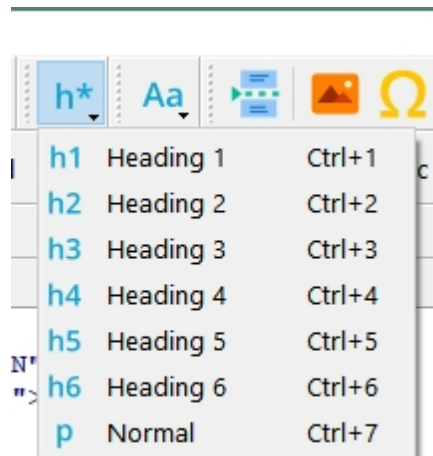 h* Aa Ω
c
h1 Heading 1 Ctrl+1
h2 Heading 2 Ctrl+2
h3 Heading 3 Ctrl+3
h4 Heading 4 Ctrl+4
h5 Heading 5 Ctrl+5
N"
h6 Heading 6 Ctrl+6
">
p Normal Ctrl+7